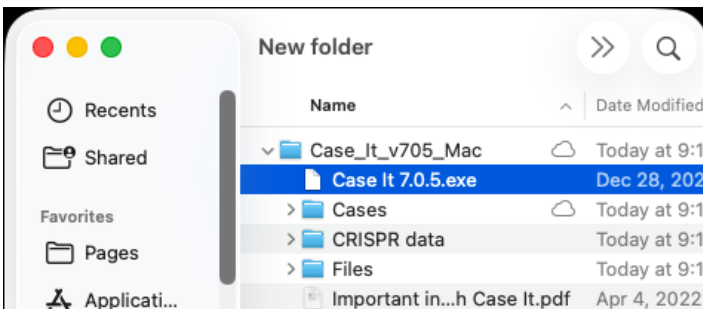 New folder
Recents
Shared
Favorites
Pages
Applicati...
Name Date Modified
Case_It_v705_Mac Today at 9:1
Case It 7.0.5.exe Dec 28, 202
Cases Today at 9:1
CRISPR data Today at 9:1
Files Today at 9:1
Important in...h Case It.pdf Apr 4, 2022